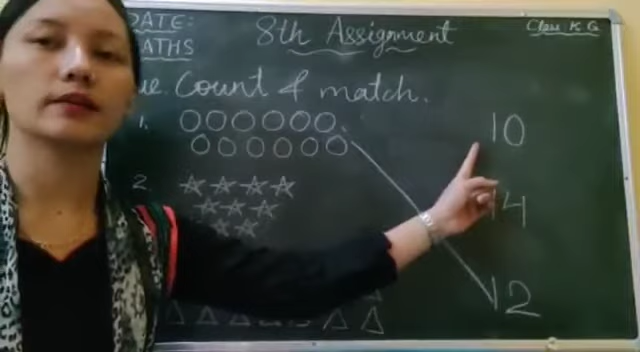 DATE:
MATHS
8th Assignment
Class K G
Count & match.
1.
10
2.
14
12